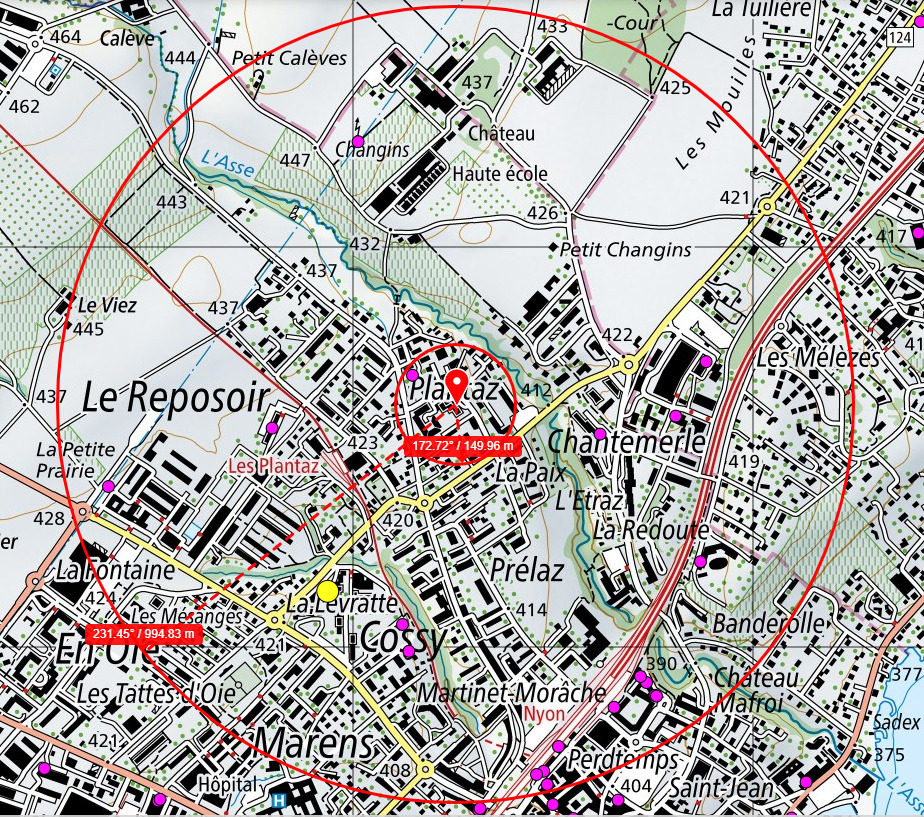 464
Calève
444
Petit Calèves
433
-Cour
La Tuilière
124
462
437
425
Les Mouilles
Château
Changins
L'Asse
447
Haute école
443
426
421
432
417
Petit Changins
437
Le Viez
445
437
422
Les Mélèzes
41
437
Le Reposoir
Plantaz
412
La Petite
Prairie
Les Plantaz
423
172.72° / 149.96 m
Chantemerle
419
La Paix
428
ier
420
L'Etraz
La Redoute
La Fontaine
424
Les Mésanges
La Levratte
Prélaz
414
Banderolle
231.45° / 994.83 m
En Oie
421
Cossy
390
377
Château
Mafroi
Les Tattes d'Oie
Martinet-Morâche
Nyon
Sadex
421
Marens
408
Perdtemps
375
Hôpital
H
404
Saint-Jean
L'Asse